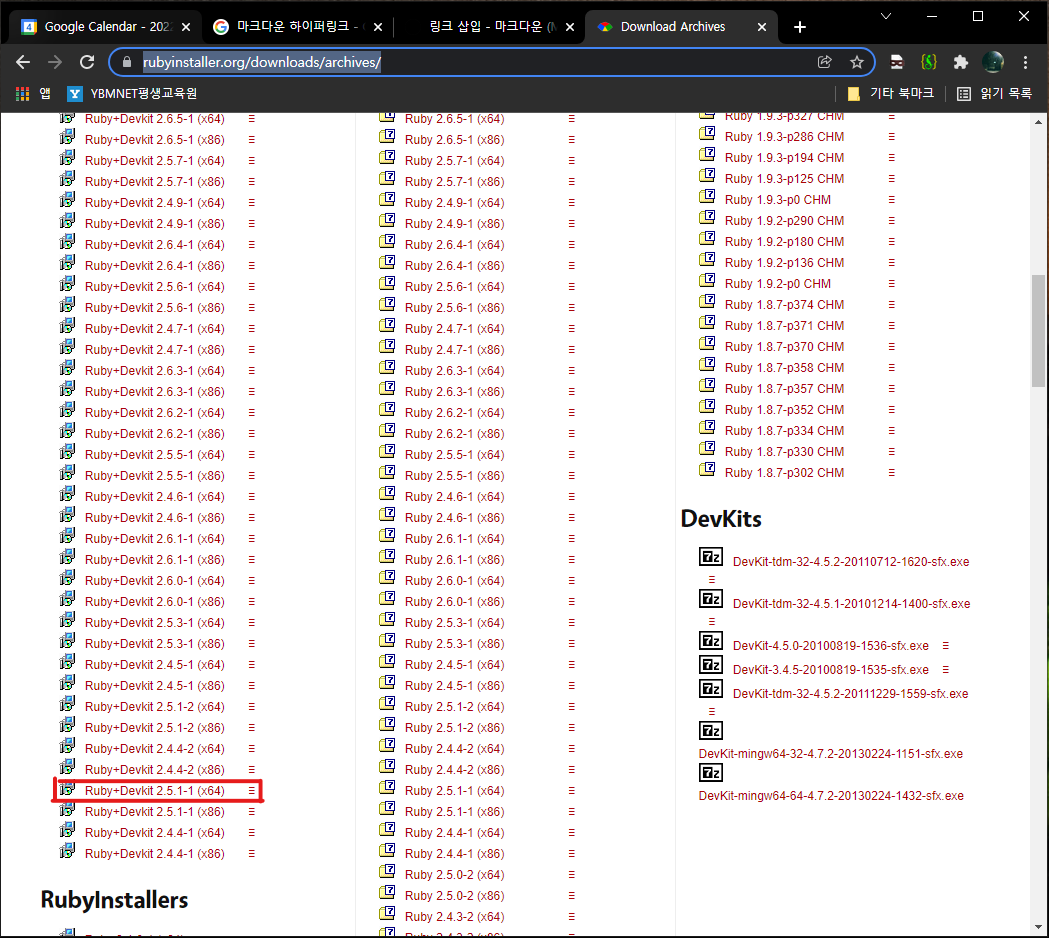 Google Calendar - 202
마크다운 하이퍼링크 -
링크 삽입 - 마크다운 (M
Download Archives
rubyinstaller.org/downloads/archives/
앱
YBMNET평생교육원
기타 북마크
읽기 목록
Ruby+Devkit 2.6.5-1 (x64)
Ruby+Devkit 2.6.5-1 (x86)
Ruby+Devkit 2.5.7-1 (x64)
Ruby+Devkit 2.5.7-1 (x86)
Ruby+Devkit 2.4.9-1 (x64)
Ruby+Devkit 2.4.9-1 (x86)
Ruby+Devkit 2.6.4-1 (x64)
Ruby+Devkit 2.6.4-1 (x86)
Ruby+Devkit 2.5.6-1 (x64)
Ruby+Devkit 2.5.6-1 (x86)
Ruby+Devkit 2.4.7-1 (x64)
Ruby+Devkit 2.4.7-1 (x86)
Ruby+Devkit 2.6.3-1 (x64)
Ruby+Devkit 2.6.3-1 (x86)
Ruby+Devkit 2.6.2-1 (x64)
Ruby+Devkit 2.6.2-1 (x86)
Ruby+Devkit 2.5.5-1 (x64)
Ruby+Devkit 2.5.5-1 (x86)
Ruby+Devkit 2.4.6-1 (x64)
Ruby+Devkit 2.4.6-1 (x86)
Ruby+Devkit 2.6.1-1 (x64)
Ruby+Devkit 2.6.1-1 (x86)
Ruby+Devkit 2.6.0-1 (x64)
Ruby+Devkit 2.6.0-1 (x86)
Ruby+Devkit 2.5.3-1 (x64)
Ruby+Devkit 2.5.3-1 (x86)
Ruby+Devkit 2.4.5-1 (x64)
Ruby+Devkit 2.4.5-1 (x86)
Ruby+Devkit 2.5.1-2 (x64)
Ruby+Devkit 2.5.1-2 (x86)
Ruby+Devkit 2.4.4-2 (x64)
Ruby+Devkit 2.4.4-2 (x86)
Ruby+Devkit 2.5.1-1 (x64)
Ruby+Devkit 2.5.1-1 (x86)
Ruby+Devkit 2.4.4-1 (x64)
Ruby+Devkit 2.4.4-1 (x86)
RubyInstallers
Ruby 2.6.5-1 (x64)
Ruby 2.6.5-1 (x86)
Ruby 2.5.7-1 (x64)
Ruby 2.5.7-1 (x86)
Ruby 2.4.9-1 (x64)
Ruby 2.4.9-1 (x86)
Ruby 2.6.4-1 (x64)
Ruby 2.6.4-1 (x86)
Ruby 2.5.6-1 (x64)
Ruby 2.5.6-1 (x86)
Ruby 2.4.7-1 (x64)
Ruby 2.4.7-1 (x86)
Ruby 2.6.3-1 (x64)
Ruby 2.6.3-1 (x86)
Ruby 2.6.2-1 (x64)
Ruby 2.6.2-1 (x86)
Ruby 2.5.5-1 (x64)
Ruby 2.5.5-1 (x86)
Ruby 2.4.6-1 (x64)
Ruby 2.4.6-1 (x86)
Ruby 2.6.1-1 (x64)
Ruby 2.6.1-1 (x86)
Ruby 2.6.0-1 (x64)
Ruby 2.6.0-1 (x86)
Ruby 2.5.3-1 (x64)
Ruby 2.5.3-1 (x86)
Ruby 2.4.5-1 (x64)
Ruby 2.4.5-1 (x86)
Ruby 2.5.1-2 (x64)
Ruby 2.5.1-2 (x86)
Ruby 2.4.4-2 (x64)
Ruby 2.4.4-2 (x86)
Ruby 2.5.1-1 (x64)
Ruby 2.5.1-1 (x86)
Ruby 2.4.4-1 (x64)
Ruby 2.4.4-1 (x86)
Ruby 2.5.0-2 (x64)
Ruby 2.5.0-2 (x86)
Ruby 2.4.3-2 (x64)
Ruby 1.9.3-p327 CHM
Ruby 1.9.3-p286 CHM
Ruby 1.9.3-p194 CHM
Ruby 1.9.3-p125 CHM
Ruby 1.9.3-p0 CHM
Ruby 1.9.2-p290 CHM
Ruby 1.9.2-p180 CHM
Ruby 1.9.2-p136 CHM
Ruby 1.9.2-p0 CHM
Ruby 1.8.7-p374 CHM
Ruby 1.8.7-p371 CHM
Ruby 1.8.7-p370 CHM
Ruby 1.8.7-p358 CHM
Ruby 1.8.7-p357 CHM
Ruby 1.8.7-p352 CHM
Ruby 1.8.7-p334 CHM
Ruby 1.8.7-p330 CHM
Ruby 1.8.7-p302 CHM
DevKits
DevKit-tdm-32-4.5.2-20110712-1620-sfx.exe
DevKit-tdm-32-4.5.1-20101214-1400-sfx.exe
DevKit-4.5.0-20100819-1536-sfx.exe
DevKit-3.4.5-20100819-1535-sfx.exe
DevKit-tdm-32-4.5.2-20111229-1559-sfx.exe
DevKit-mingw64-32-4.7.2-20130224-1151-sfx.exe
DevKit-mingw64-64-4.7.2-20130224-1432-sfx.exe